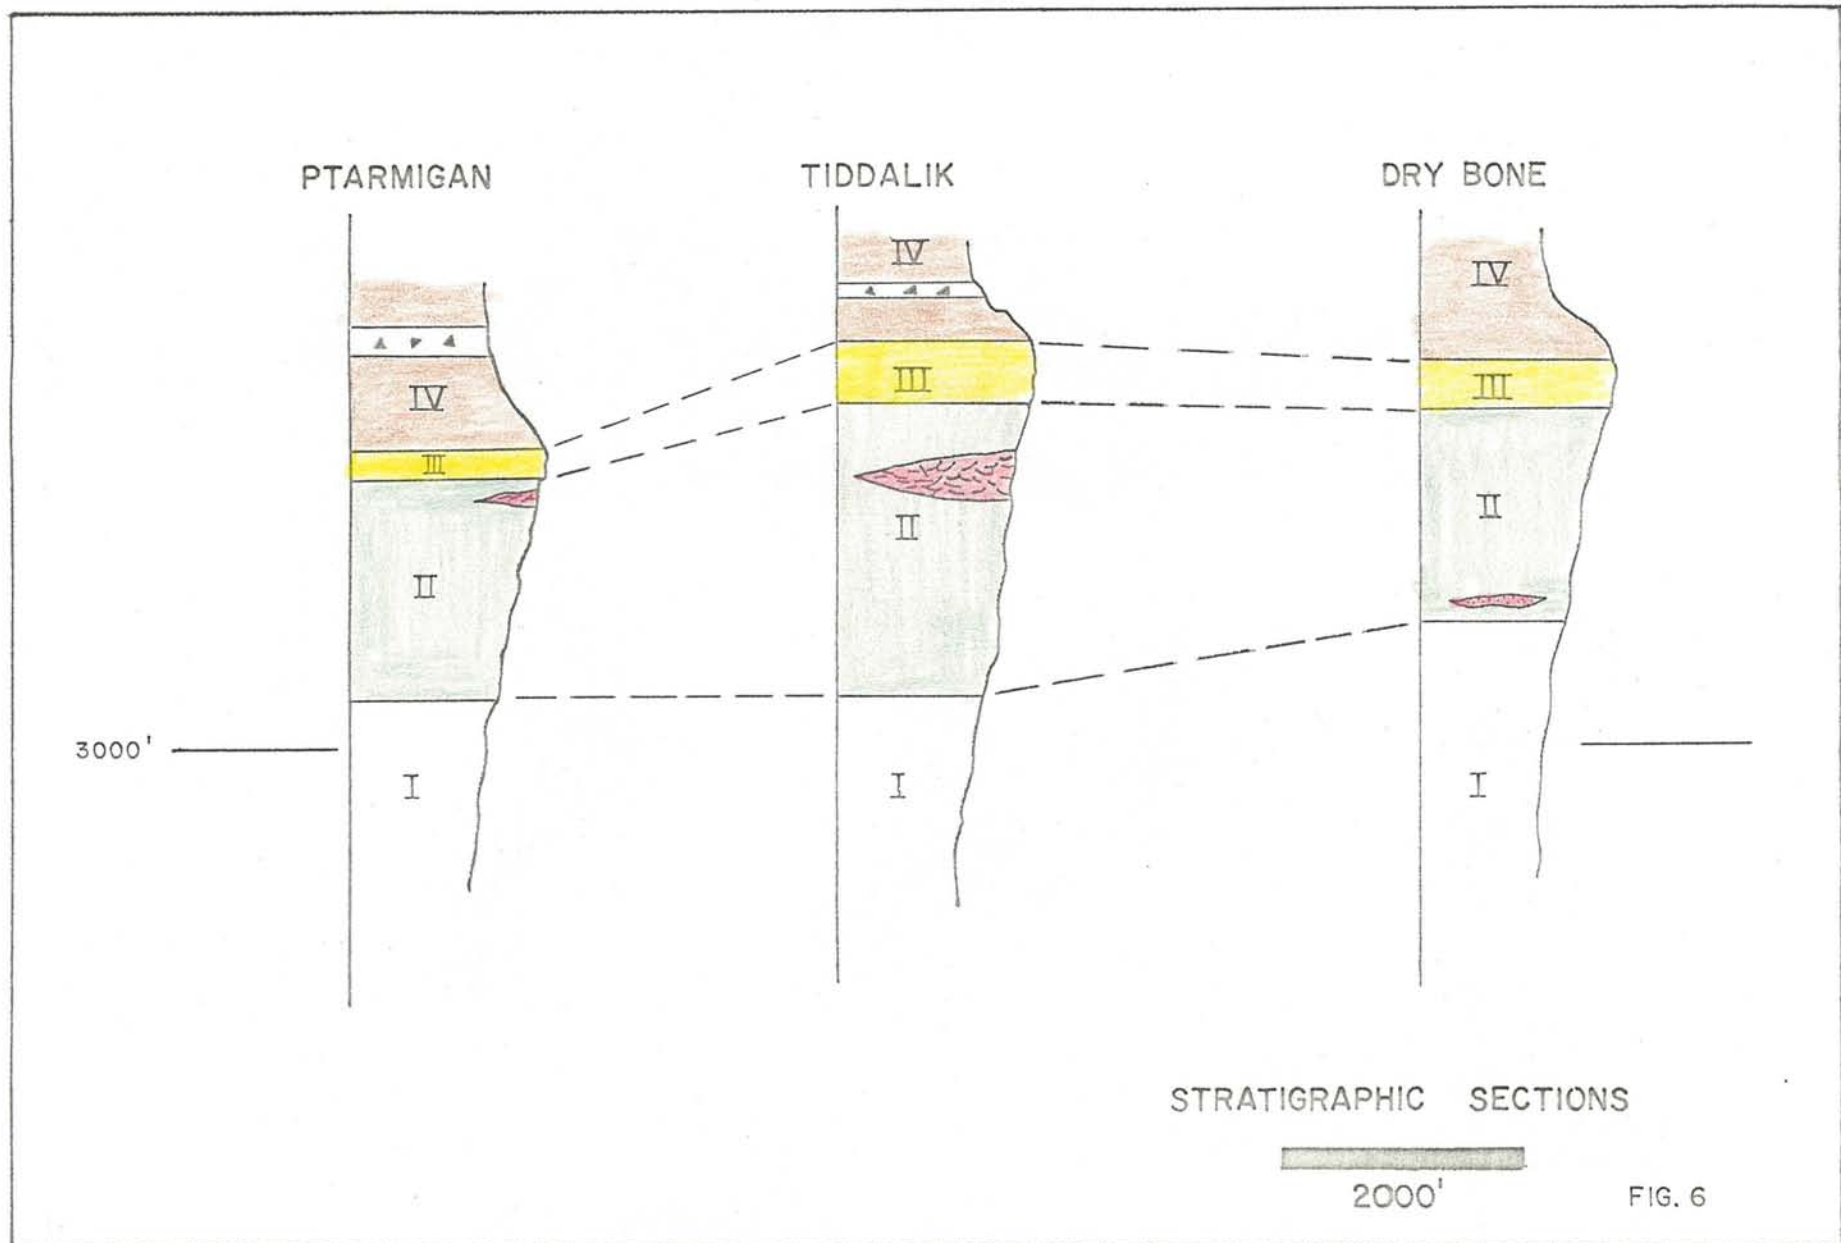 PTARMIGAN TIDDALIK DRY BONE
IV
IV
IV
III
III
III
II
II
II
3000'
I
I
I
STRATIGRAPHIC SECTIONS
2000'
FIG. 6